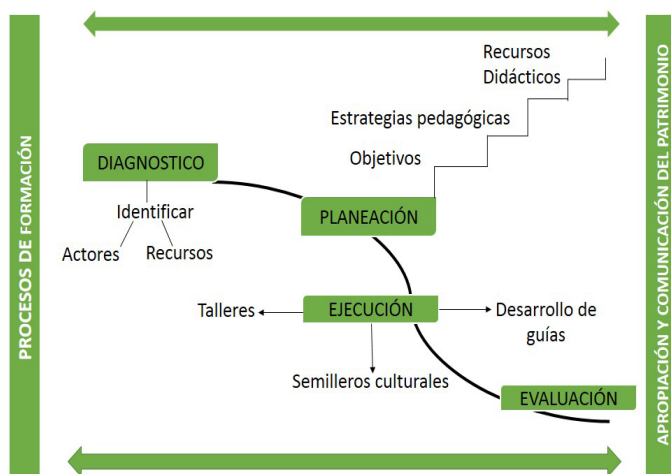 PROCESOS DE FORMACIÓN
DIAGNOSTICO
Identificar
Actores
Recursos
PLANEACIÓN
Objetivos
Estrategias pedagógicas
Recursos
Didácticos
EJECUCIÓN
Talleres
Semilleros culturales
Desarrollo de
guías
EVALUACIÓN
APROPIACIÓN Y COMUNICACIÓN DEL PATRIMONIO